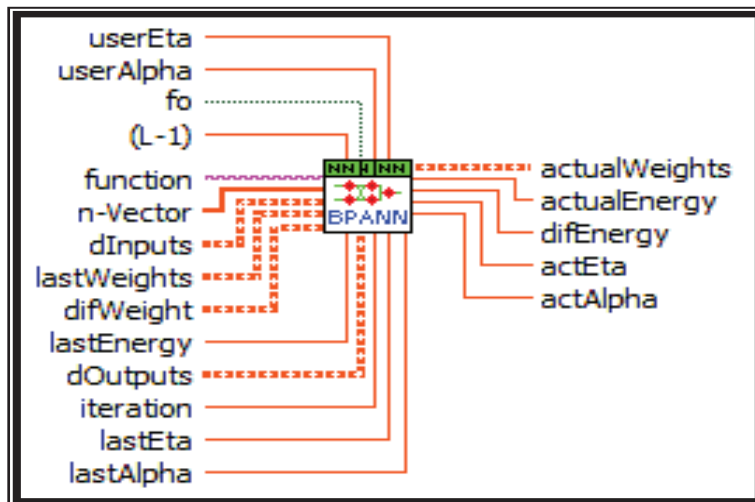 userEta
userAlpha
fo
(L-1)
function
n-Vector
dInputs
lastWeights
difWeight
lastEnergy
dOutputs
iteration
lastEta
lastAlpha
NN NN
BPANN
actualWeights
actualEnergy
difEnergy
actEta
actAlpha